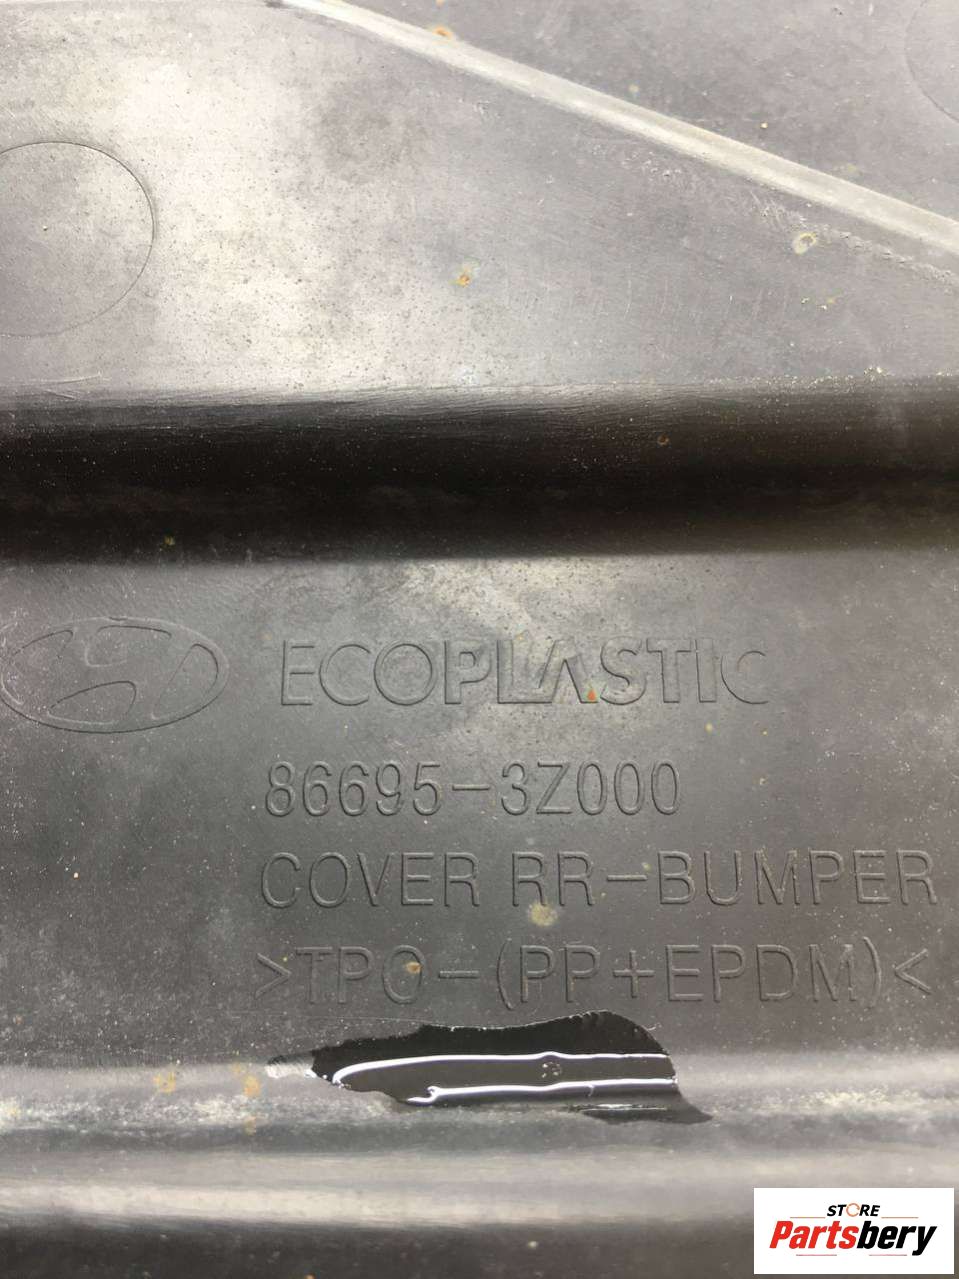 ECOPLASTIC
86695-3Z000
COVER RR-BUMPER
>TPO-(PP+EPDM)<
STORE
Partsbery